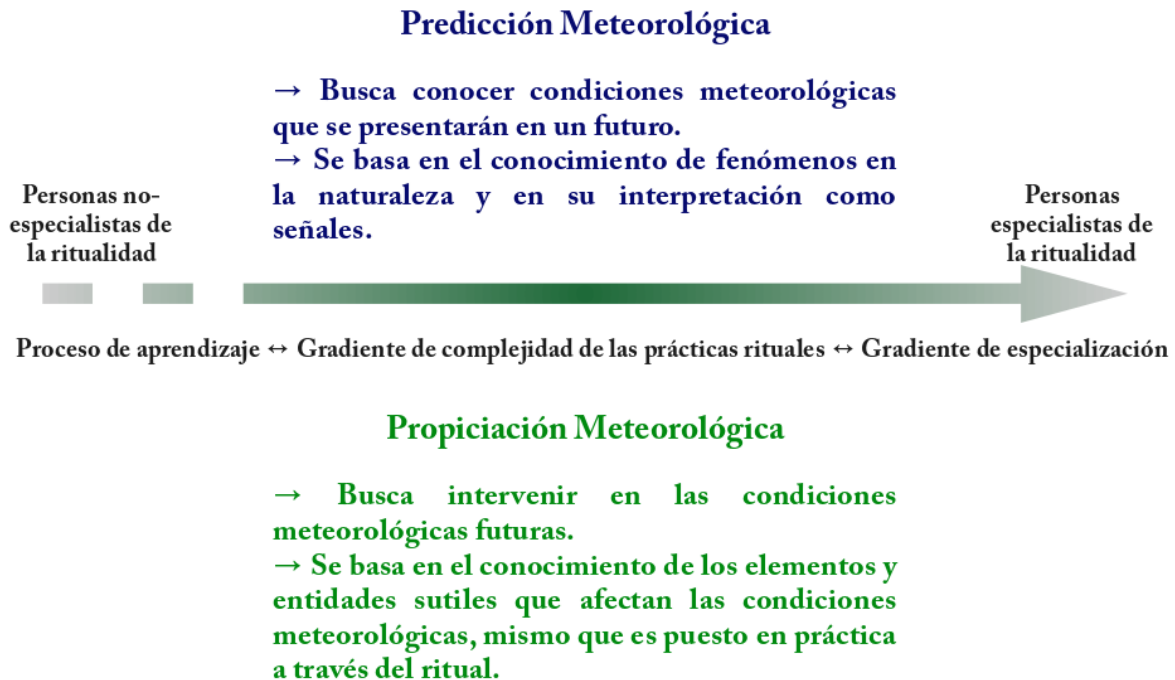 Predicción Meteorológica
→ Busca conocer condiciones meteorológicas
que se presentarán en un futuro.
→ Se basa en el conocimiento de fenómenos en
la naturaleza y en su interpretación como
señales.
Personas no-
especialistas de
la ritualidad
Personas
especialistas de
la ritualidad
Proceso de aprendizaje ↔ Gradiente de complejidad de las prácticas rituales ↔ Gradiente de especialización
Propiciación Meteorológica
→ Busca intervenir en las condiciones
meteorológicas futuras.
→ Se basa en el conocimiento de los elementos y
entidades sutiles que afectan las condiciones
meteorológicas, mismo que es puesto en práctica
a través del ritual.